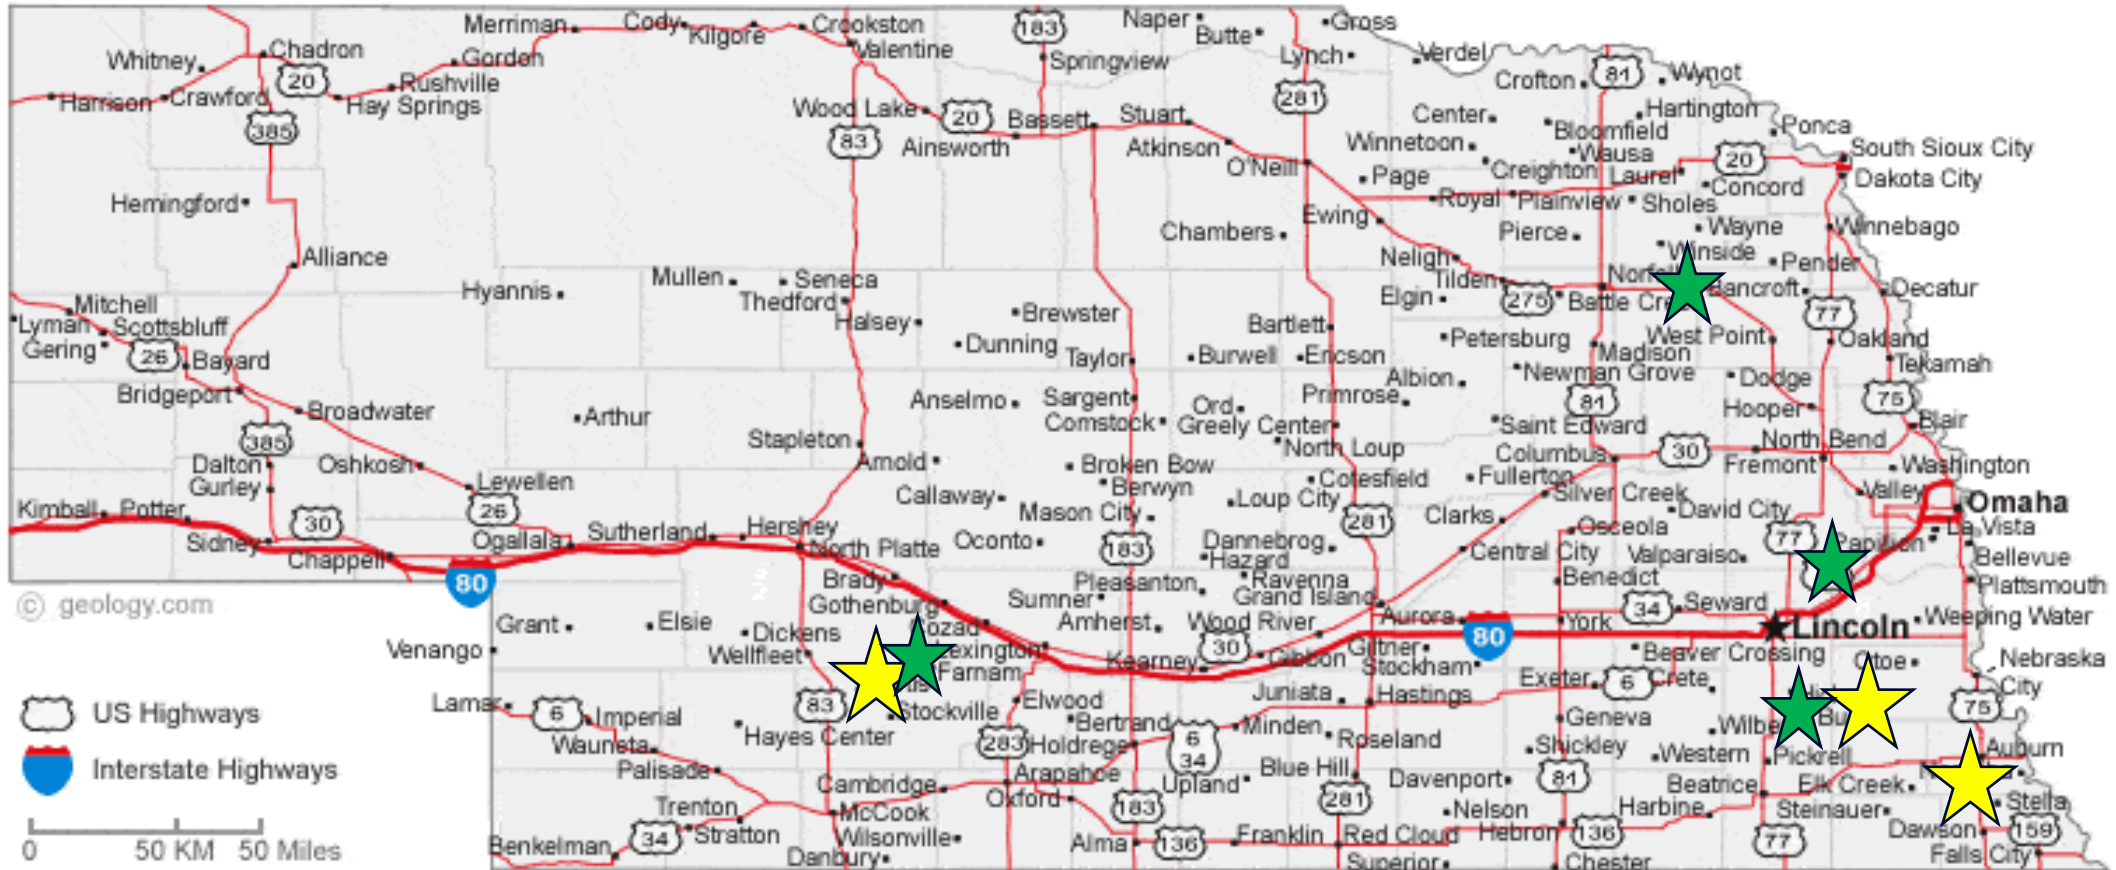 Merriman
Cody
Kilgore
Crookston
Valentine
183
Springview
Naper
Butte
Gross
Lynch
Verdel
Whitney
Chadron
20
Gordon
Rushville
Hay Springs
Harrison
Crawford
385
Wood Lake
83
20
Ainsworth
Bassett
Stuart
Atkinson
O'Neill
281
Crofton
81
Wynot
Center
Hartington
Bloomfield
Winnetoon
Wausa
Ponca
South Sioux City
Dakota City
Page
Creighton
Laurel
20
Concord
Royal
Plainview
Sholes
Ewing
Hemingford
Chambers
Pierce
Wayne
Winnebago
Alliance
Winside
Neligh
Pender
Tilden
Hyannis
Mullen
Seneca
Thedford
Halsey
Brewster
Dunning
Elgin
275
Bancroft
Decatur
77
Mitchell
Lyman
Scottsbluff
Gering
26
Bayard
Bridgeport
Broadwater
Taylor
Burwell
Bartlett
Ericson
Petersburg
Madison
West Point
Oakland
Tekamah
Newman Grove
Albion
Dodge
75
Arthur
Anselmo
Sargent
Comstock
Ord
Greely Center
Primrose
81
Hooper
Blair
Saint Edward
385
Stapleton
Arnold
North Loup
Columbus
30
North Bend
Fremont
Washington
Dalton
Gurley
Oshkosh
Lewellen
Broken Bow
Berwyn
Callaway
Cotesfield
Loup City
Fullerton
Silver Creek
Valley
Omaha
Kimball
Potter
30
26
Sutherland
Hershey
Mason City
281
Clarks
David City
Osceola
77
La Vista
Papillion
Sidney
Chappell
Ogallala
North Platte
Oconto
183
Dannebrog
Hazard
Central City
Valparaiso
Bellevue
80
Brady
Gothenburg
Pleasanton
Ravenna
Benedict
Plattsmouth
© geology.com
Sumner
Grand Island
34
Seward
Weeping Water
Grant
Elsie
Dickens
Cozad
Amherst
Wood River
Aurora
80
York
Lincoln
Venango
Wellfleet
Lexington
30
Gibbon
Giltner
Beaver Crossing
Farnam
Kearney
Stockham
Otoe
Nebraska
City
Lamar
6
Imperial
83
Stockville
Elwood
Juniata
Hastings
Exeter
6
Crete
75
US Highways
Hayes Center
Bertrand
Minden
Geneva
Wauneta
283
Holdrege
6
34
Roseland
Shickley
Western
Pickrell
Auburn
Interstate Highways
Palisade
Cambridge
Arapahoe
Upland
Blue Hill
Davenport
81
Beatrice
Elk Creek
Trenton
McCook
Oxford
183
281
Nelson
Harbine
Steinauer
Stella
34
Stratton
Wilsonville
Alma
136
Franklin
Red Cloud
Hebron
136
77
Dawson
159
0
50 KM
50 Miles
Benkelman
Danbury
Superior
Chester
Falls City